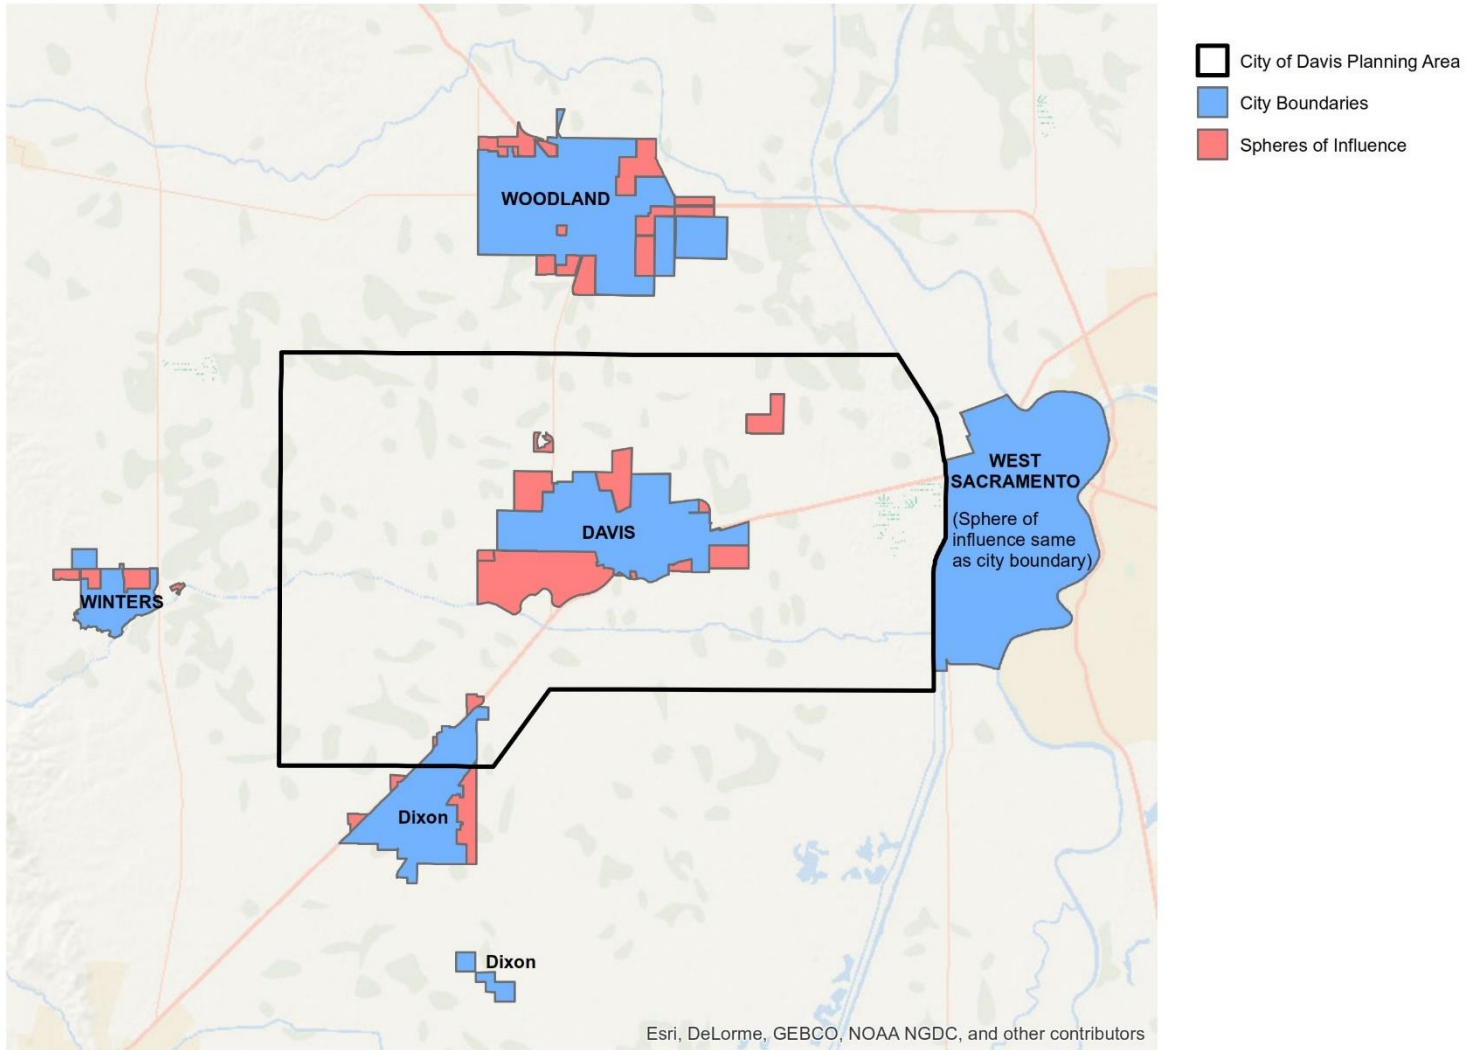 City of Davis Planning Area
City Boundaries
Spheres of Influence
WOODLAND
WEST
SACRAMENTO
(Sphere of
influence same
as city boundary)
DAVIS
WINTERS
Dixon
Dixon
Esri, DeLorme, GEBCO, NOAA NGDC, and other contributors